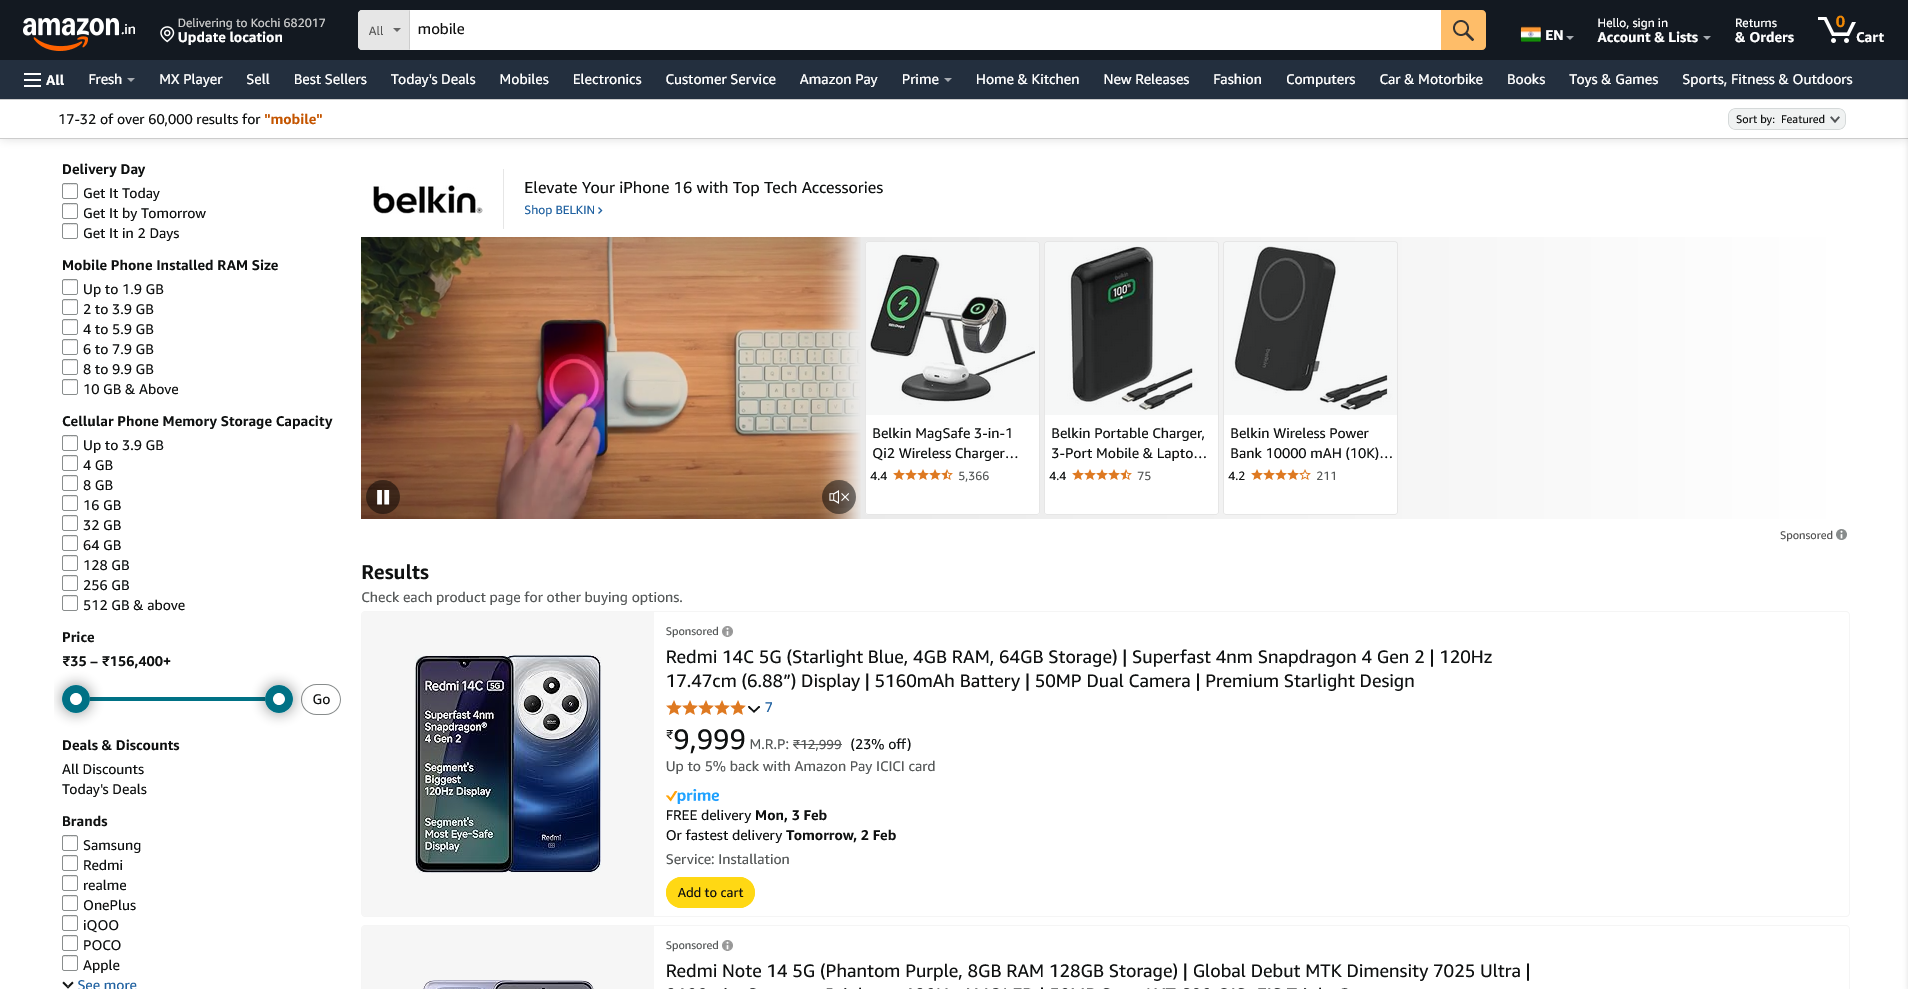 amazon.in
Delivering to Kochi 682017
Update location
All
mobile
EN
Hello, sign in
Account & Lists
Returns
& Orders
0
Cart
All
Fresh
MX Player
Sell
Best Sellers
Today's Deals
Mobiles
Electronics
Customer Service
Amazon Pay
Prime
Home & Kitchen
New Releases
Fashion
Computers
Car & Motorbike
Books
Toys & Games
Sports, Fitness & Outdoors
17-32 of over 60,000 results for "mobile"
Sort by: Featured
Delivery Day
Get It Today
Get It by Tomorrow
Get It in 2 Days
Mobile Phone Installed RAM Size
Up to 1.9 GB
2 to 3.9 GB
4 to 5.9 GB
6 to 7.9 GB
8 to 9.9 GB
10 GB & Above
Cellular Phone Memory Storage Capacity
Up to 3.9 GB
4 GB
8 GB
16 GB
32 GB
64 GB
128 GB
256 GB
512 GB & above
Price
₹35 – ₹156,400+
Go
Deals & Discounts
All Discounts
Today's Deals
Brands
Samsung
Redmi
realme
OnePlus
iQOO
POCO
Apple
See more
belkin
Elevate Your iPhone 16 with Top Tech Accessories
Shop BELKIN ›
100%
Belkin MagSafe 3-in-1
Qi2 Wireless Charger…
4.4
5,366
Belkin Portable Charger,
3-Port Mobile & Lapto…
4.4
75
Belkin Wireless Power
Bank 10000 mAH (10K)…
4.2
211
Sponsored
Results
Check each product page for other buying options.
Redmi 14C 5G
Superfast 4nm
Snapdragon®
4 Gen 2
Segment's
Biggest
120Hz Display
Segment's
Most Eye-Safe
Display
Redmi
Sponsored
Redmi 14C 5G (Starlight Blue, 4GB RAM, 64GB Storage) | Superfast 4nm Snapdragon 4 Gen 2 | 120Hz
17.47cm (6.88”) Display | 5160mAh Battery | 50MP Dual Camera | Premium Starlight Design
7
₹9,999 M.R.P: ₹12,999 (23% off)
Up to 5% back with Amazon Pay ICICI card
prime
FREE delivery Mon, 3 Feb
Or fastest delivery Tomorrow, 2 Feb
Service: Installation
Add to cart
Sponsored
Redmi Note 14 5G (Phantom Purple, 8GB RAM 128GB Storage) | Global Debut MTK Dimensity 7025 Ultra |